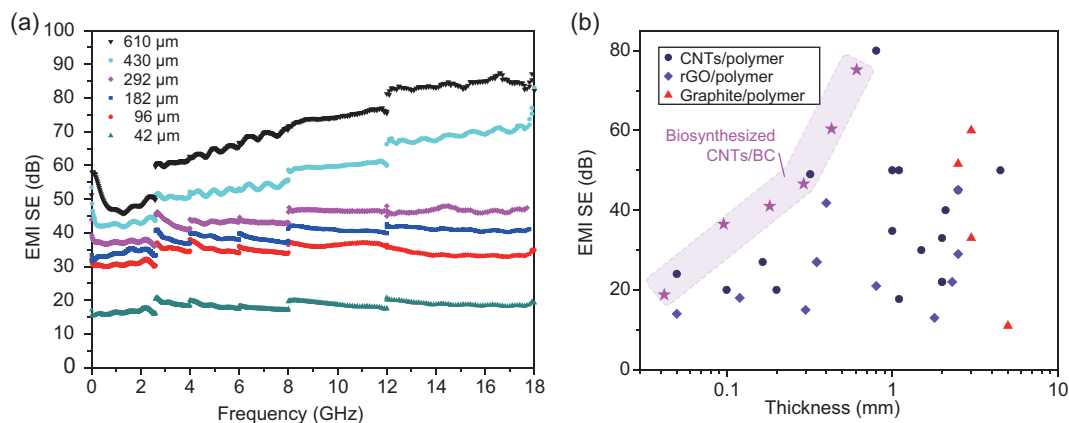 (a)
100
90
80
70
60
50
40
30
20
10
0
EMI SE (dB)
610 µm
430 µm
292 µm
182 µm
96 µm
42 µm
0 2 4 6 8 10 12 14 16 18
Frequency (GHz)
(b)
80
60
40
20
0
EMI SE (dB)
CNTs/polymer
rGO/polymer
Graphite/polymer
Biosynthesized
CNTs/BC
0.1 1 10
Thickness (mm)